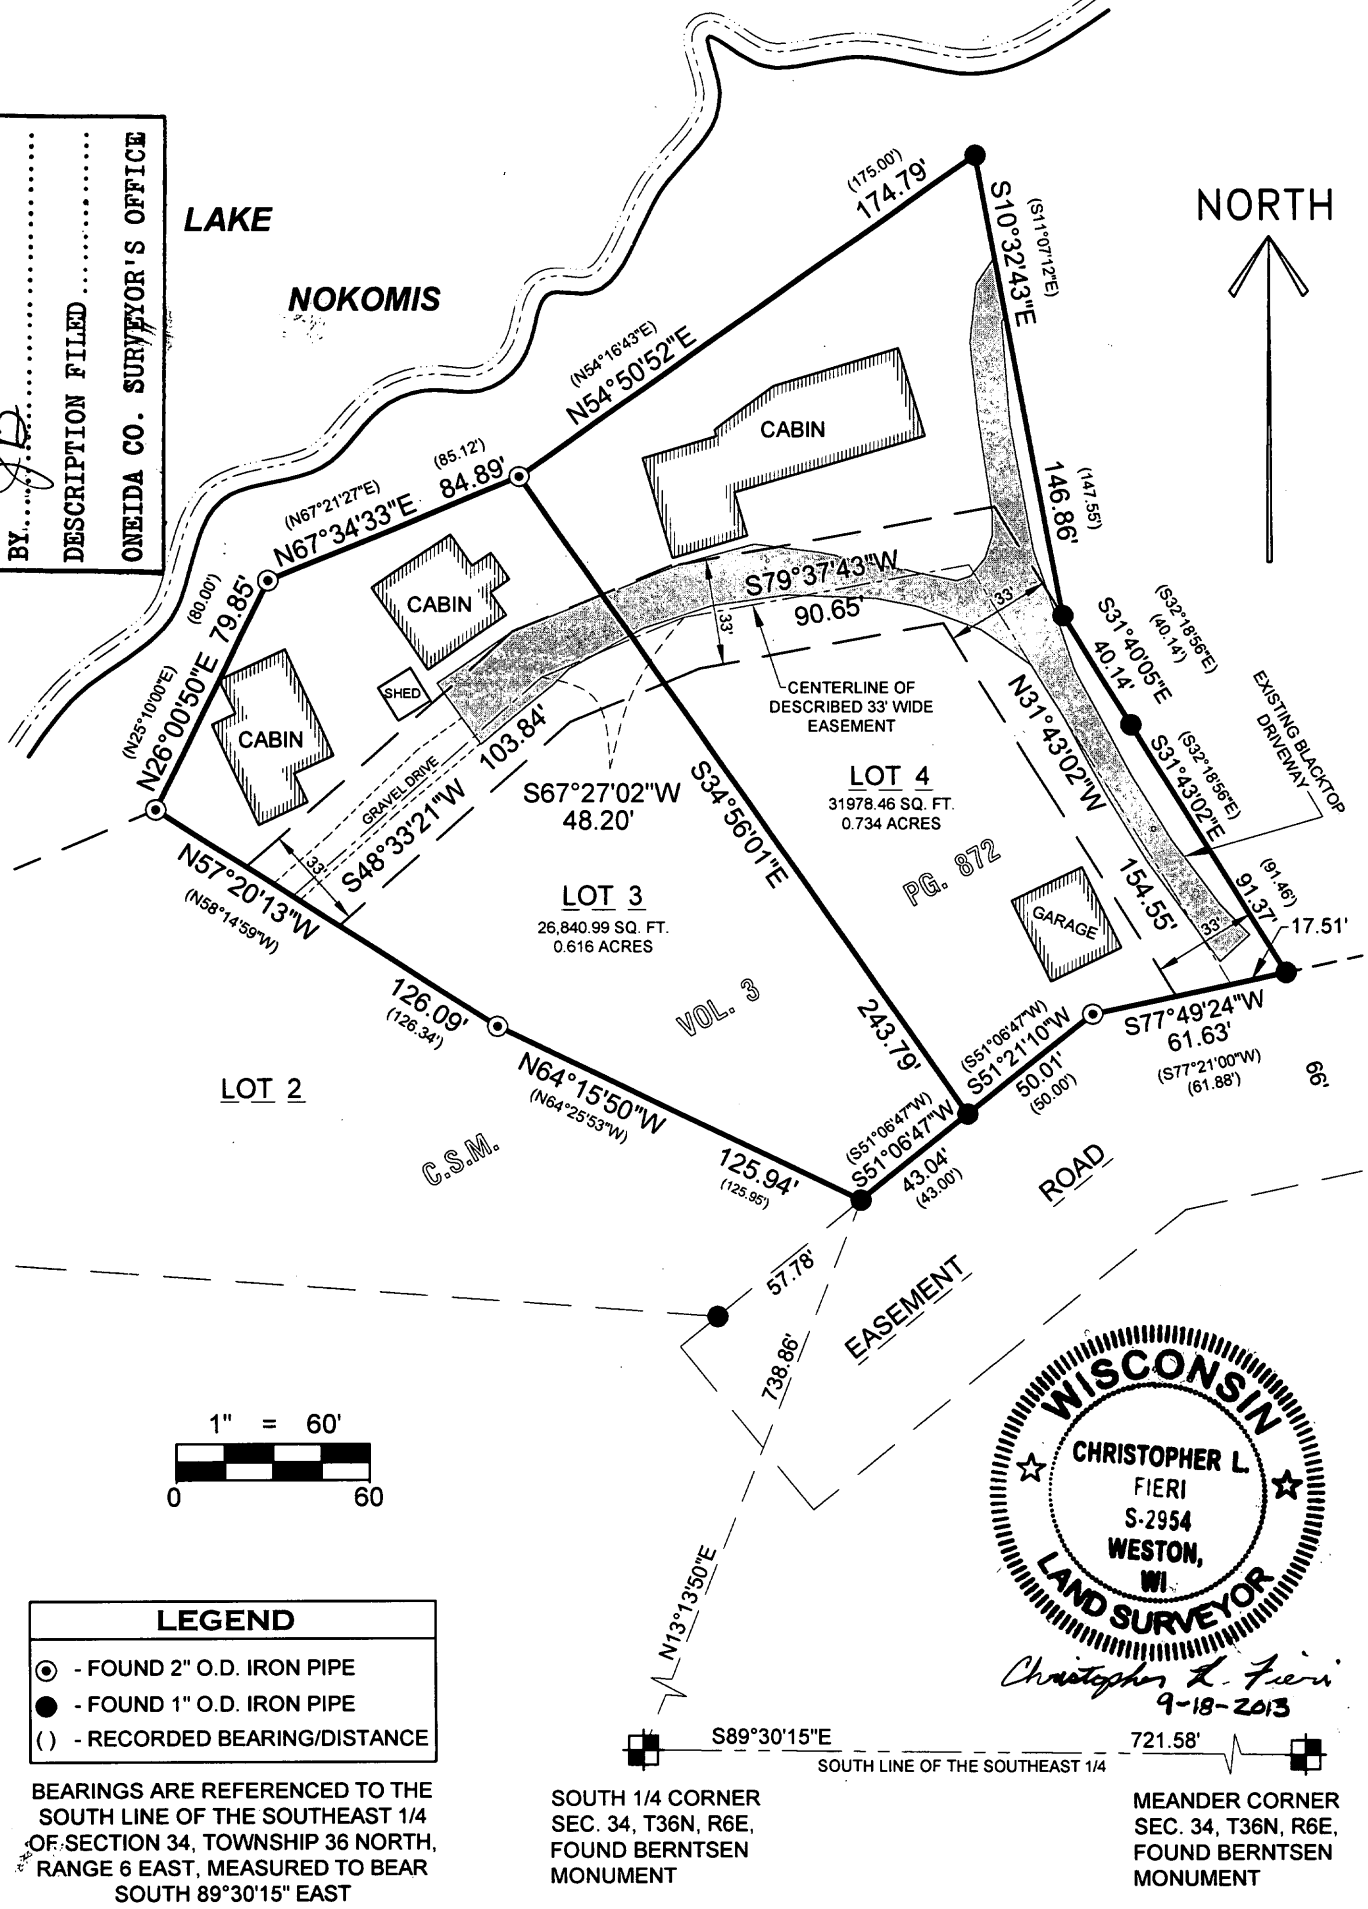 BY
DESCRIPTION FILED
ONEIDA CO. SURVEYOR'S OFFICE
LAKE
NOKOMIS
NORTH
(175.00')
174.79'
(S11°07'12"E)
S10°32'43"E
(N54°16'43"E)
N54°50'52"E
(147.55')
146.86'
(85.12')
84.89'
(N67°21'27"E)
N67°34'33"E
(80.00')
79.85'
(N25°10'00"E)
N26°00'50"E
CABIN
CABIN
CABIN
SHED
S79°37'43"W
90.65'
33'
33'
(S32°18'56"E)
(40.14')
S31°40'05"E
40.14'
EXISTING BLACKTOP
DRIVEWAY
(S32°18'56"E)
S31°43'02"E
(91.46')
91.37'
17.51'
CENTERLINE OF
DESCRIBED 33' WIDE
EASEMENT
N31°43'02"W
154.55'
33'
LOT 4
31978.46 SQ. FT.
0.734 ACRES
PG. 872
GARAGE
GRAVEL DRIVE
S48°33'21"W
103.84'
33'
S67°27'02"W
48.20'
S34°56'01"E
243.79'
LOT 3
26,840.99 SQ. FT.
0.616 ACRES
VOL. 3
N57°20'13"W
(N58°14'59"W)
126.09'
(126.34')
N64°15'50"W
(N64°25'53"W)
125.94'
(125.95')
(S51°06'47"W)
S51°21'10"W
50.01'
(50.00')
S77°49'24"W
61.63'
(S77°21'00"W)
(61.88')
66'
(S51°06'47"W)
S51°06'47"W
43.04'
(43.00')
LOT 2
C.S.M.
EASEMENT
ROAD
57.78'
738.86'
N13°13'50"E
1" = 60'
0 60
WISCONSIN
CHRISTOPHER L.
FIERI
S-2954
WESTON,
WI
LAND SURVEYOR
Christopher L. Fieri
9-18-2013
LEGEND
- FOUND 2" O.D. IRON PIPE
- FOUND 1" O.D. IRON PIPE
( ) - RECORDED BEARING/DISTANCE
BEARINGS ARE REFERENCED TO THE
SOUTH LINE OF THE SOUTHEAST 1/4
OF SECTION 34, TOWNSHIP 36 NORTH,
RANGE 6 EAST, MEASURED TO BEAR
SOUTH 89°30'15" EAST
S89°30'15"E
721.58'
SOUTH LINE OF THE SOUTHEAST 1/4
SOUTH 1/4 CORNER
SEC. 34, T36N, R6E,
FOUND BERNTSEN
MONUMENT
MEANDER CORNER
SEC. 34, T36N, R6E,
FOUND BERNTSEN
MONUMENT